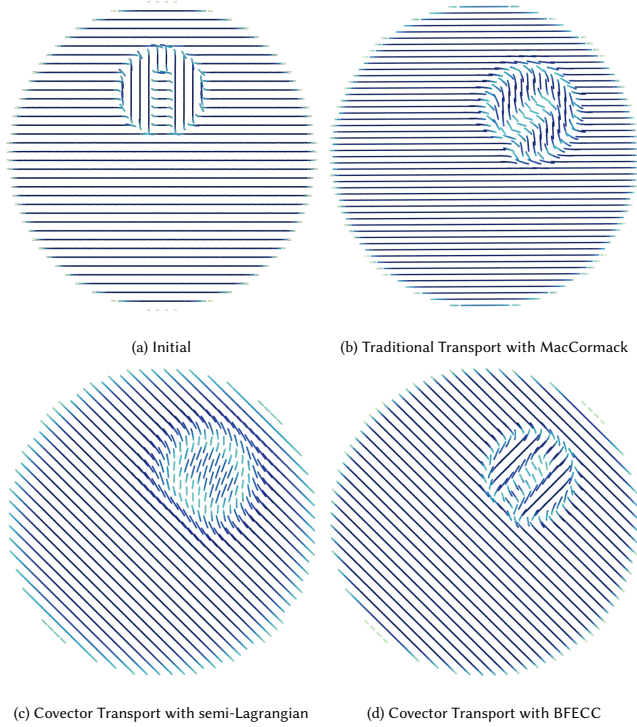 (a) Initial
(b) Traditional Transport with MacCormack
(c) Covector Transport with semi-Lagrangian
(d) Covector Transport with BFECC